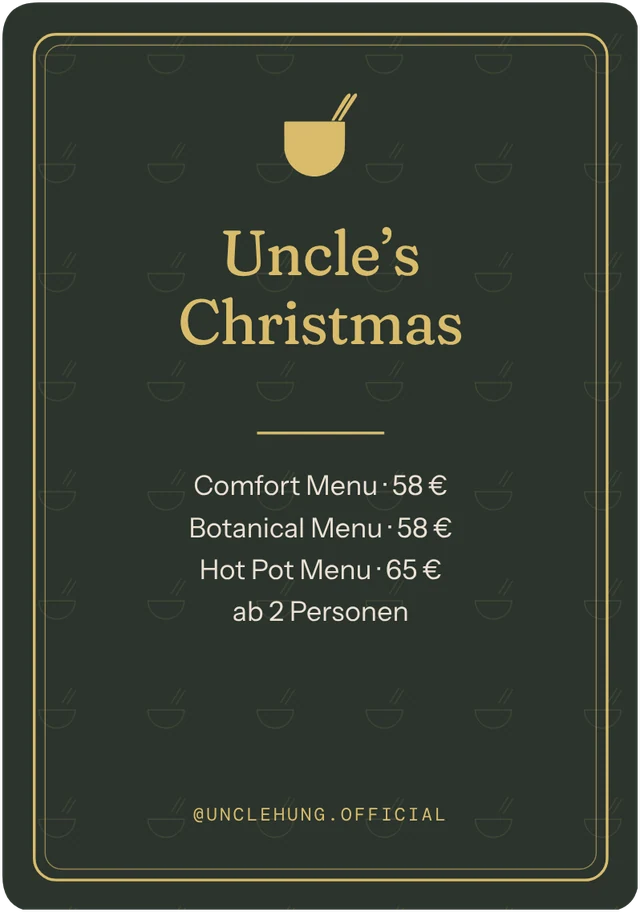 Uncle’s
Christmas
Comfort Menu · 58 €
Botanical Menu · 58 €
Hot Pot Menu · 65 €
ab 2 Personen
@UNCLEHUNG.OFFICIAL